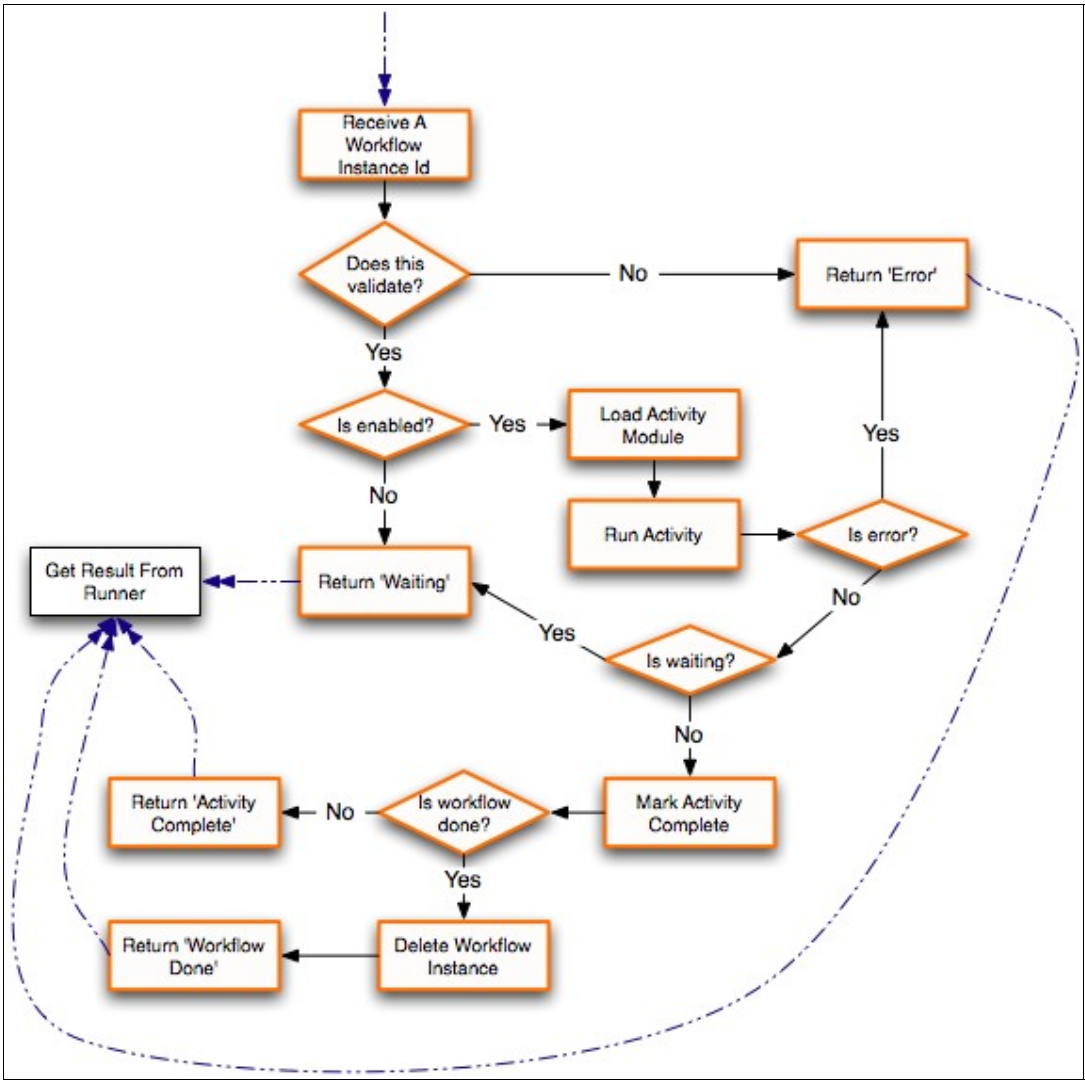 Receive A
Workflow
Instance Id
Does this
validate?
No
Return 'Error'
Yes
Is enabled?
Yes
Load Activity
Module
Yes
No
Run Activity
Is error?
Get Result From
Runner
Return 'Waiting'
No
Yes
Is waiting?
No
Return 'Activity
Complete'
No
Is workflow
done?
Mark Activity
Complete
Yes
Return 'Workflow
Done'
Delete Workflow
Instance